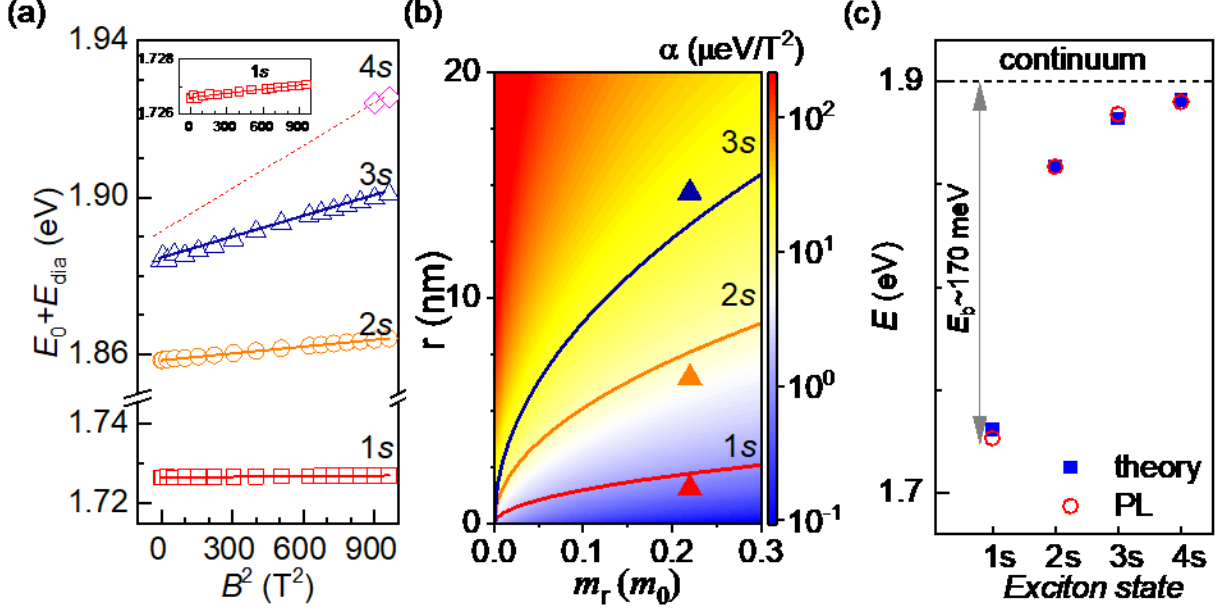 (a)
1.94
1.90
1.86
1.74
1.72
E₀+E_dia (eV)
0 300 600 900
B² (T²)
4s
3s
2s
1s
1.728
1.726
1s
0 300 600 900
(b)
α (μeV/T²)
20
10
0
r (nm)
3s
2s
1s
0.0 0.1 0.2 0.3
m_r (m₀)
10²
10¹
10⁰
10⁻¹
(c)
continuum
1.9
1.7
E (eV)
E_b~170 meV
theory
PL
1s 2s 3s 4s
Exciton state